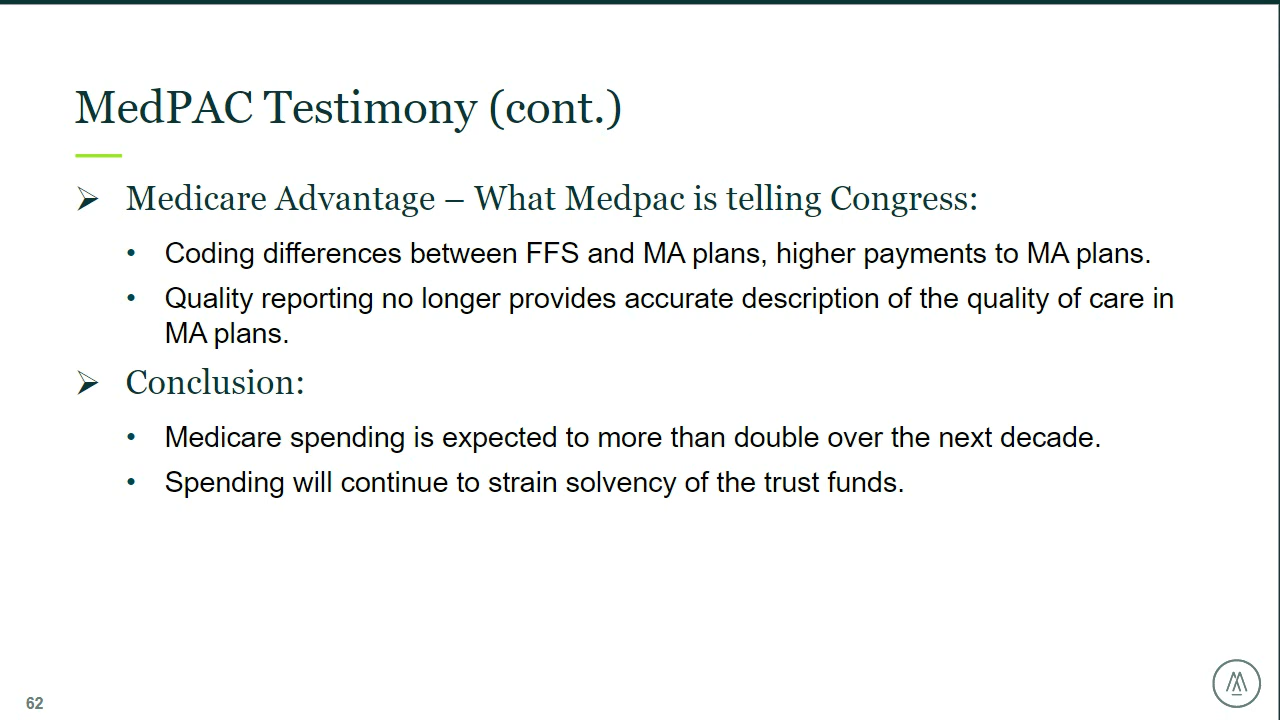 MedPAC Testimony (cont.)
➢ Medicare Advantage – What Medpac is telling Congress:
• Coding differences between FFS and MA plans, higher payments to MA plans.
• Quality reporting no longer provides accurate description of the quality of care in
MA plans.
➢ Conclusion:
• Medicare spending is expected to more than double over the next decade.
• Spending will continue to strain solvency of the trust funds.
62